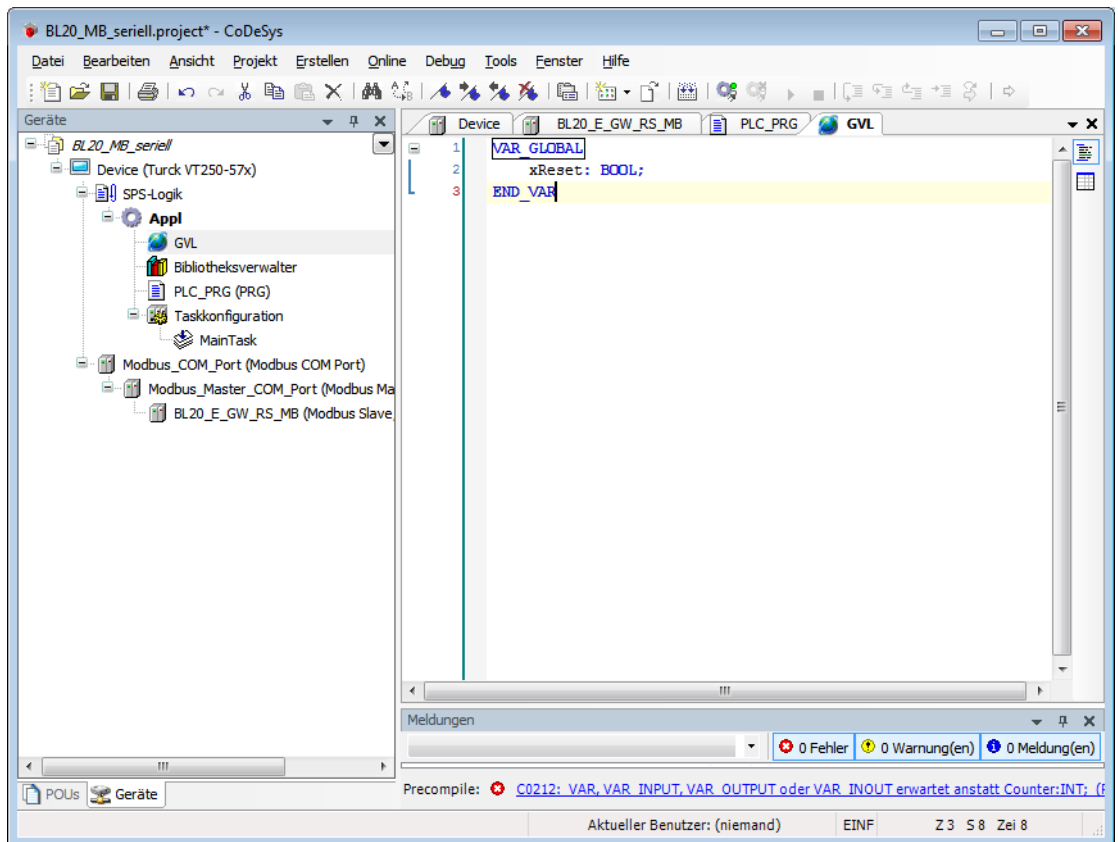 BL20_MB_seriell.project* - CoDeSys
Datei Bearbeiten Ansicht Projekt Erstellen Online Debug Tools Fenster Hilfe
Geräte
Device BL20_E_GW_RS_MB PLC_PRG GVL
BL20_MB_seriell
Device (Turck VT250-57x)
SPS-Logik
Appl
GVL
Bibliotheksverwalter
PLC_PRG (PRG)
Taskkonfiguration
MainTask
Modbus_COM_Port (Modbus COM Port)
Modbus_Master_COM_Port (Modbus Ma
BL20_E_GW_RS_MB (Modbus Slave,
1 VAR_GLOBAL
2 xReset: BOOL;
3 END_VAR
Meldungen
0 Fehler 0 Warnung(en) 0 Meldung(en)
POUs Geräte
Precompile: C0212: VAR, VAR_INPUT, VAR_OUTPUT oder VAR_INOUT erwartet anstatt Counter:INT; (F
Aktueller Benutzer: (niemand) EINF Z 3 S 8 Zei 8